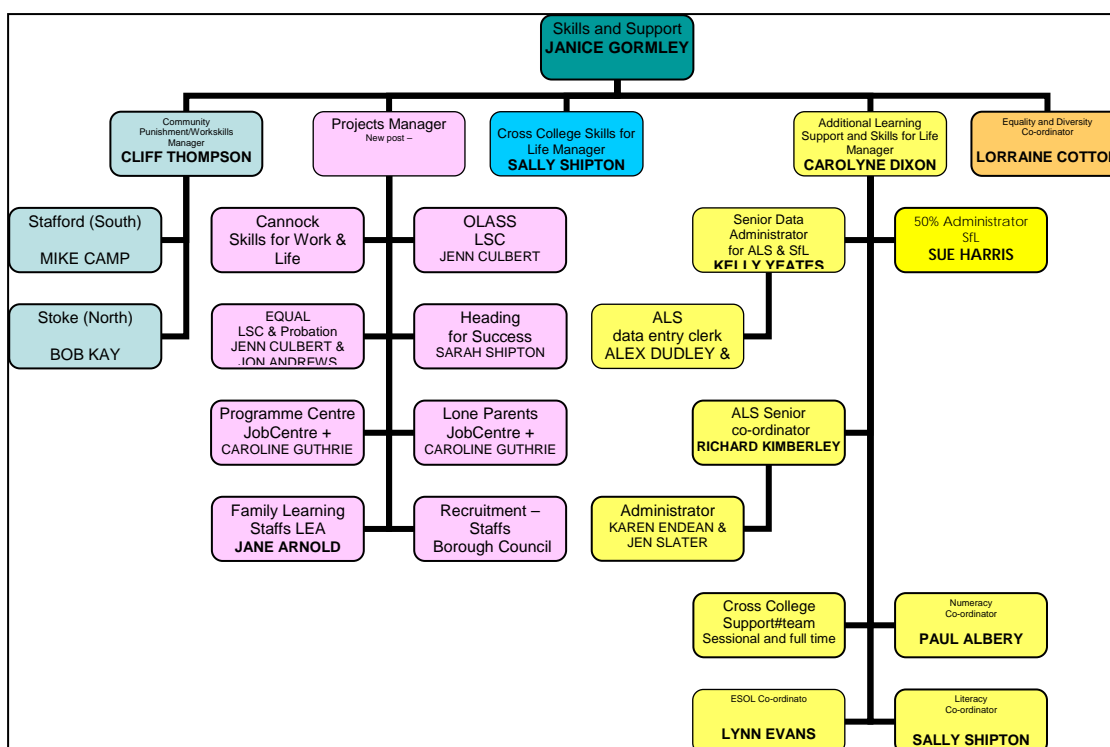 Skills and Support
JANICE GORMLEY
Community
Punishment/Workskills
Manager
CLIFF THOMPSON
Projects Manager
New post –
Cross College Skills for
Life Manager
SALLY SHIPTON
Additional Learning
Support and Skills for Life
Manager
CAROLYNE DIXON
Equality and Diversity
Co-ordinator
LORRAINE COTTON
Stafford (South)
MIKE CAMP
Cannock
Skills for Work &
Life
OLASS
LSC
JENN CULBERT
Senior Data
Administrator
for ALS & SfL
KELLY YEATES
50% Administrator
SfL
SUE HARRIS
Stoke (North)
BOB KAY
EQUAL
LSC & Probation
JENN CULBERT &
JON ANDREWS
Heading
for Success
SARAH SHIPTON
ALS
data entry clerk
ALEX DUDLEY &
Programme Centre
JobCentre +
CAROLINE GUTHRIE
Lone Parents
JobCentre +
CAROLINE GUTHRIE
ALS Senior
co-ordinator
RICHARD KIMBERLEY
Family Learning
Staffs LEA
JANE ARNOLD
Recruitment –
Staffs
Borough Council
Administrator
KAREN ENDEAN &
JEN SLATER
Cross College
Support#team
Sessional and full time
Numeracy
Co-ordinator
PAUL ALBERY
ESOL Co-ordinato
LYNN EVANS
Literacy
Co-ordinator
SALLY SHIPTON